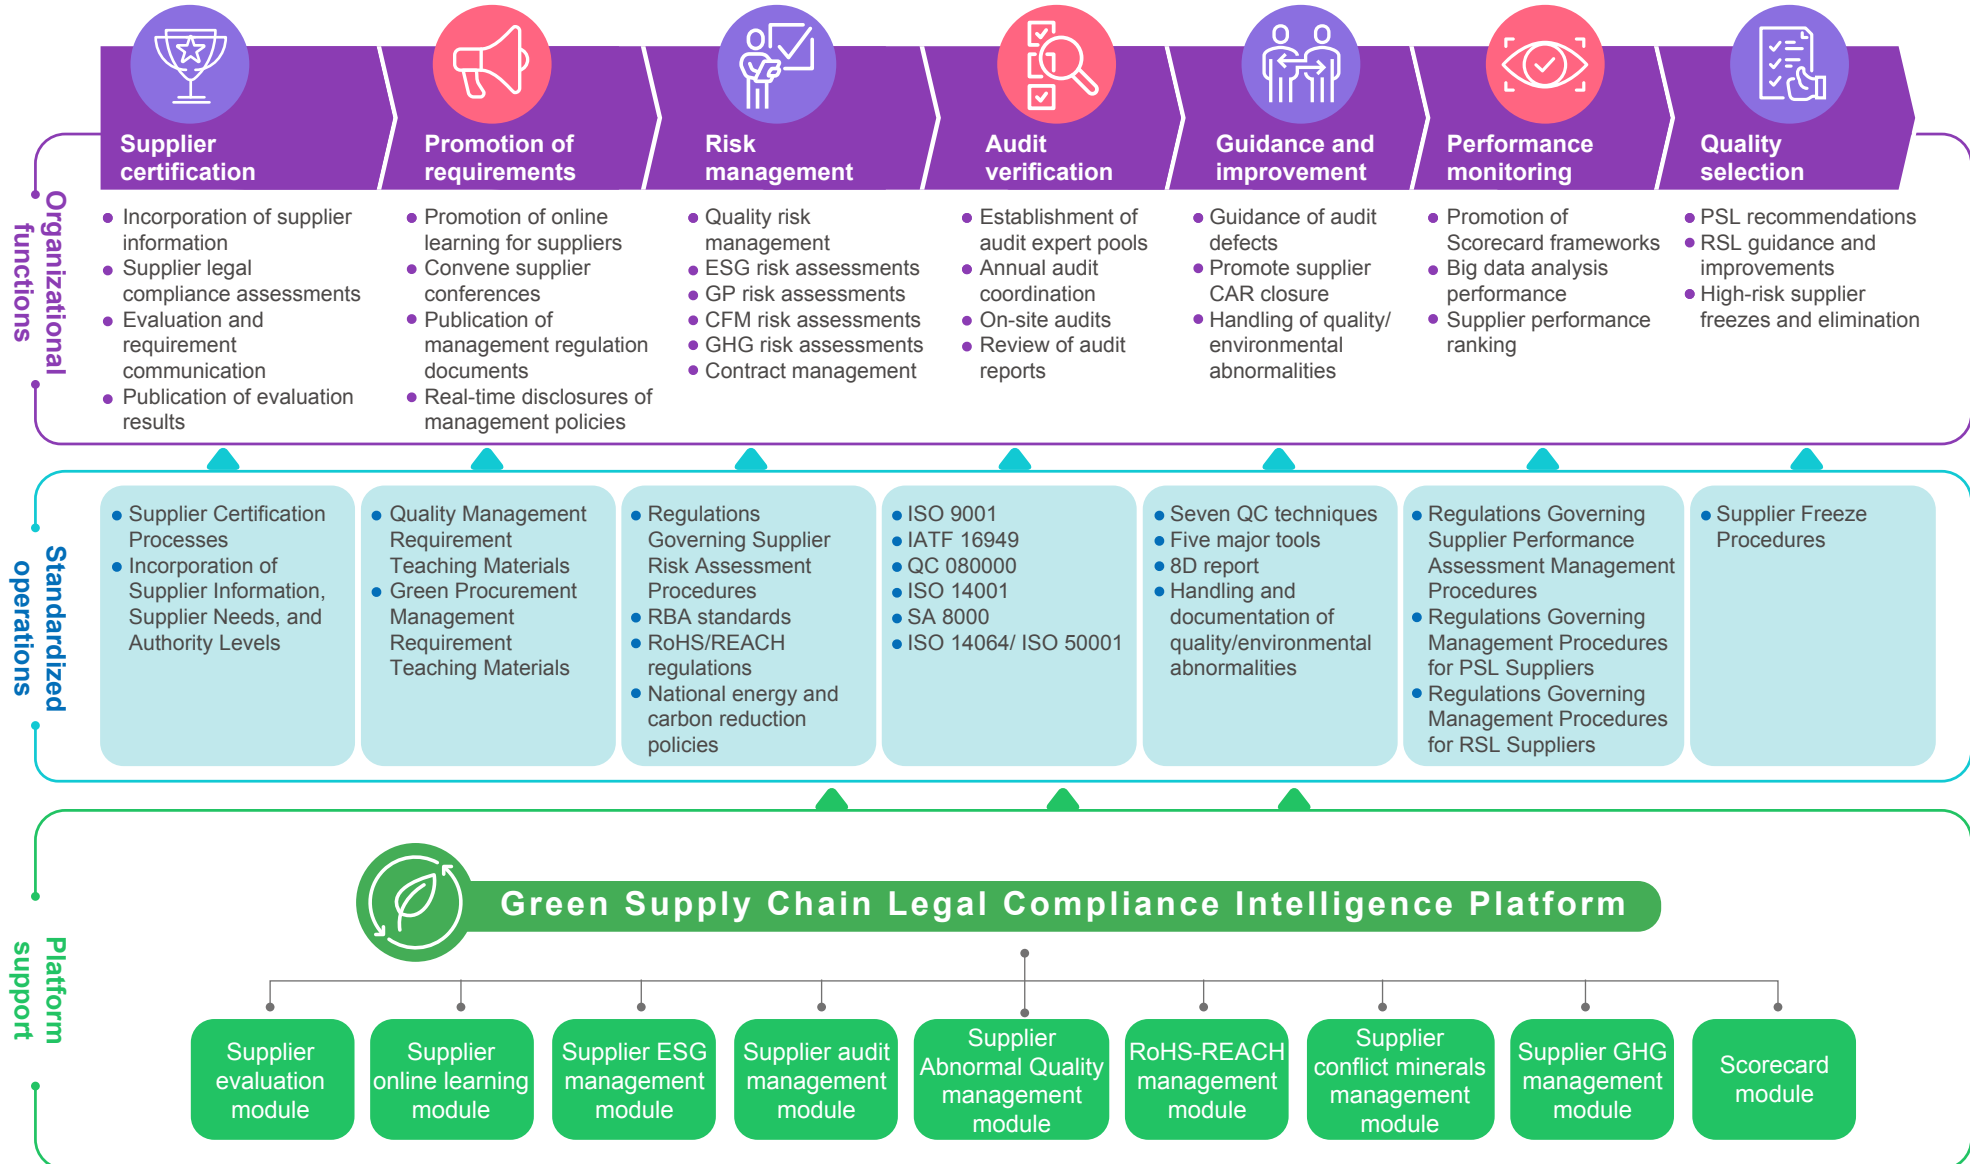 Supplier
certification
Promotion of
requirements
Risk
management
Audit
verification
Guidance and
improvement
Performance
monitoring
Quality
selection
Organizational
functions
Incorporation of supplier
information
Supplier legal
compliance assessments
Evaluation and
requirement
communication
Publication of evaluation
results
Promotion of online
learning for suppliers
Convene supplier
conferences
Publication of
management regulation
documents
Real-time disclosures of
management policies
Quality risk
management
ESG risk assessments
GP risk assessments
CFM risk assessments
GHG risk assessments
Contract management
Establishment of
audit expert pools
Annual audit
coordination
On-site audits
Review of audit
reports
Guidance of audit
defects
Promote supplier
CAR closure
Handling of quality/
environmental
abnormalities
Promotion of
Scorecard frameworks
Big data analysis
performance
Supplier performance
ranking
PSL recommendations
RSL guidance and
improvements
High-risk supplier
freezes and elimination
Standardized
operations
Supplier Certification
Processes
Incorporation of
Supplier Information,
Supplier Needs, and
Authority Levels
Quality Management
Requirement
Teaching Materials
Green Procurement
Management
Requirement
Teaching Materials
Regulations
Governing Supplier
Risk Assessment
Procedures
RBA standards
RoHS/REACH
regulations
National energy and
carbon reduction
policies
ISO 9001
IATF 16949
QC 080000
ISO 14001
SA 8000
ISO 14064/ ISO 50001
Seven QC techniques
Five major tools
8D report
Handling and
documentation of
quality/environmental
abnormalities
Regulations Governing
Supplier Performance
Assessment Management
Procedures
Regulations Governing
Management Procedures
for PSL Suppliers
Regulations Governing
Management Procedures
for RSL Suppliers
Supplier Freeze
Procedures
Platform
support
Green Supply Chain Legal Compliance Intelligence Platform
Supplier
evaluation
module
Supplier
online learning
module
Supplier ESG
management
module
Supplier audit
management
module
Supplier
Abnormal Quality
management
module
RoHS-REACH
management
module
Supplier
conflict minerals
management
module
Supplier GHG
management
module
Scorecard
module